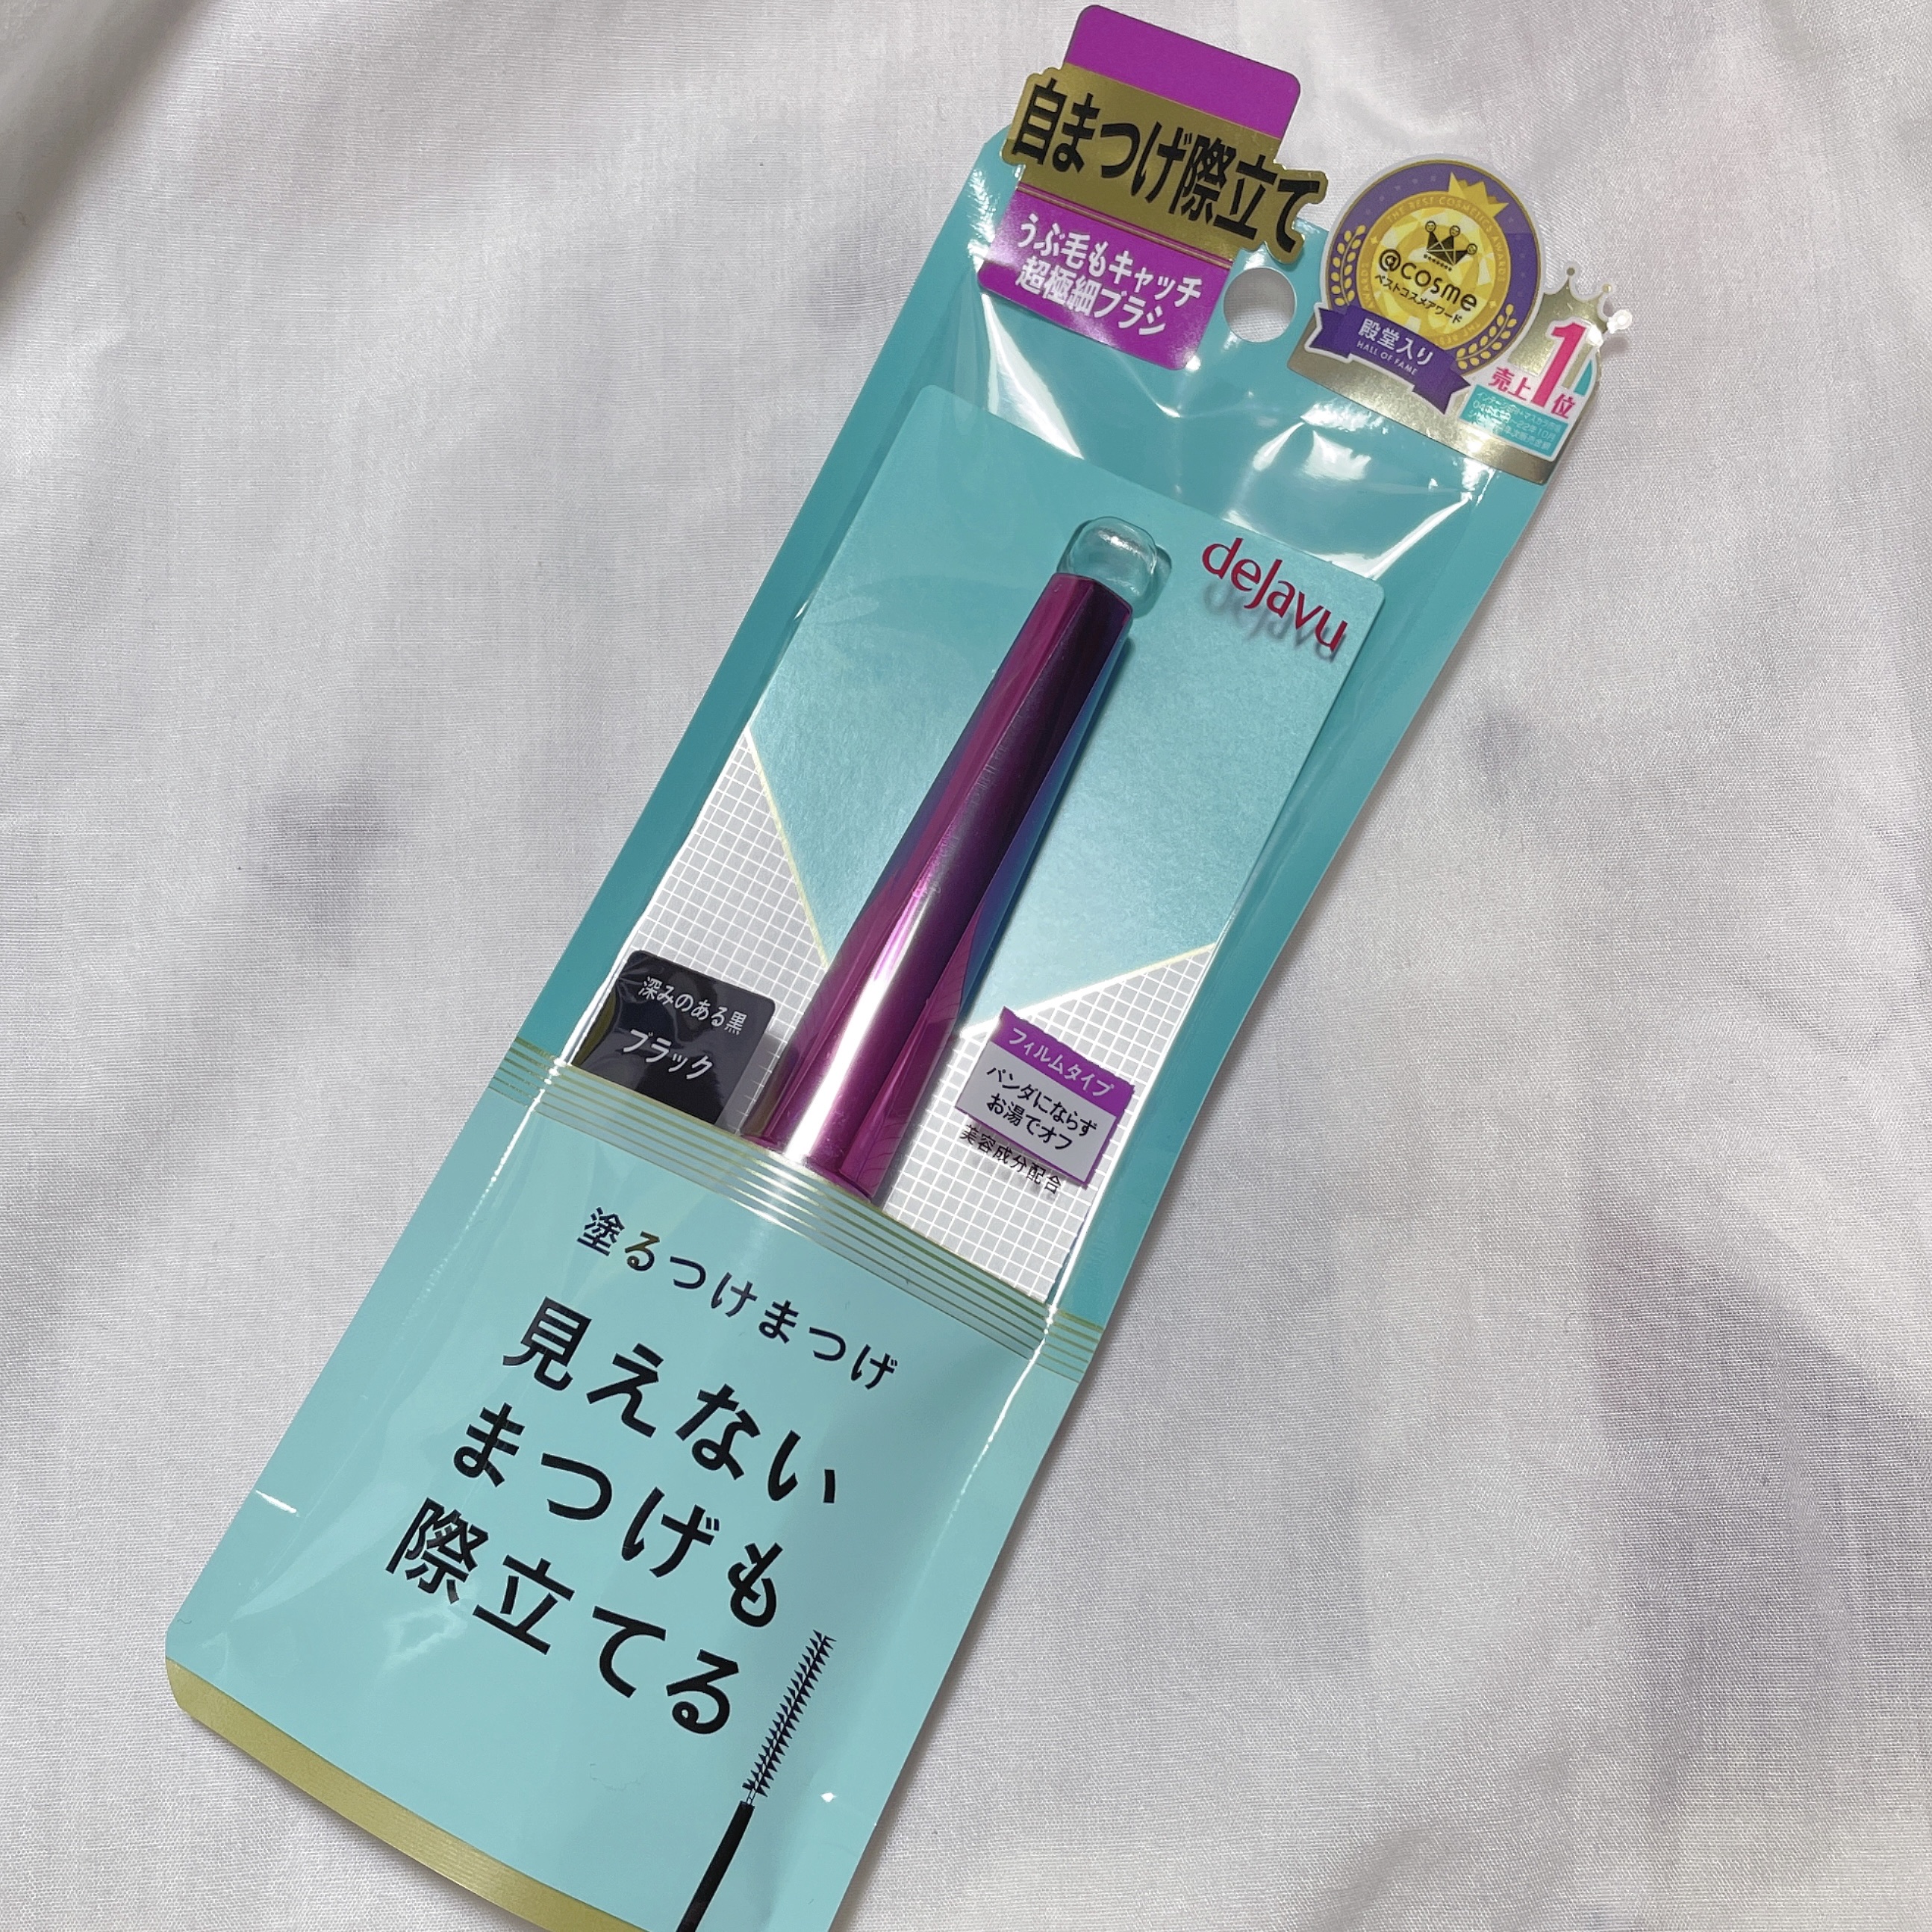 自まつげ際立て
うぶ毛もキャッチ
超極細ブラシ
THE BEST COSMETICS AWARDS
@cosme
ベストコスメアワード
殿堂入り
HALL OF FAME
売上1位
dejavu
深みのある黒
ブラック
フィルムタイプ
パンダにならず
お湯でオフ
美容成分配合
塗るつけまつげ
見えない
まつげも
際立てる